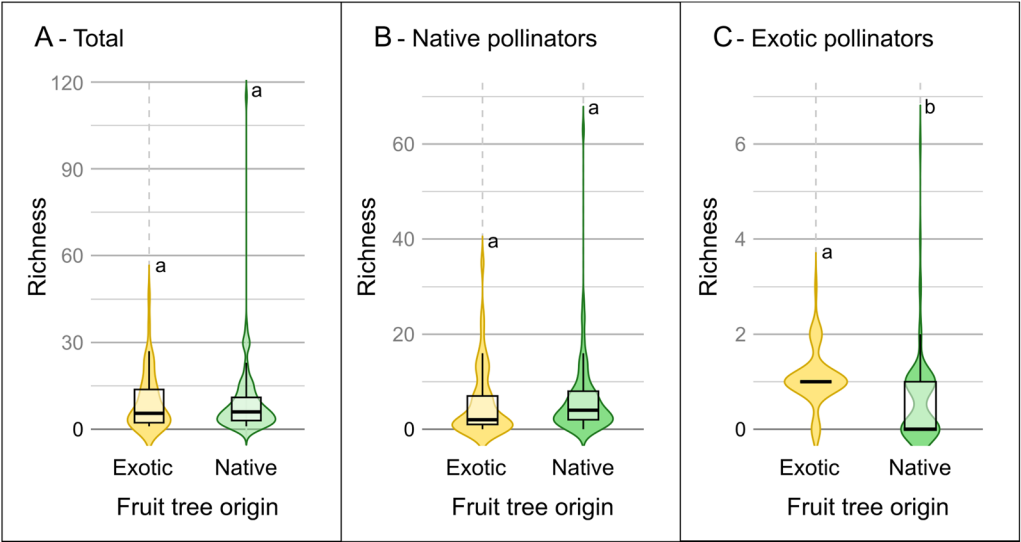 A - Total
B - Native pollinators
C - Exotic pollinators
Richness
120
90
60
30
0
a
a
Exotic
Native
Fruit tree origin
Richness
60
40
20
0
a
a
Exotic
Native
Fruit tree origin
Richness
6
4
2
0
a
b
Exotic
Native
Fruit tree origin